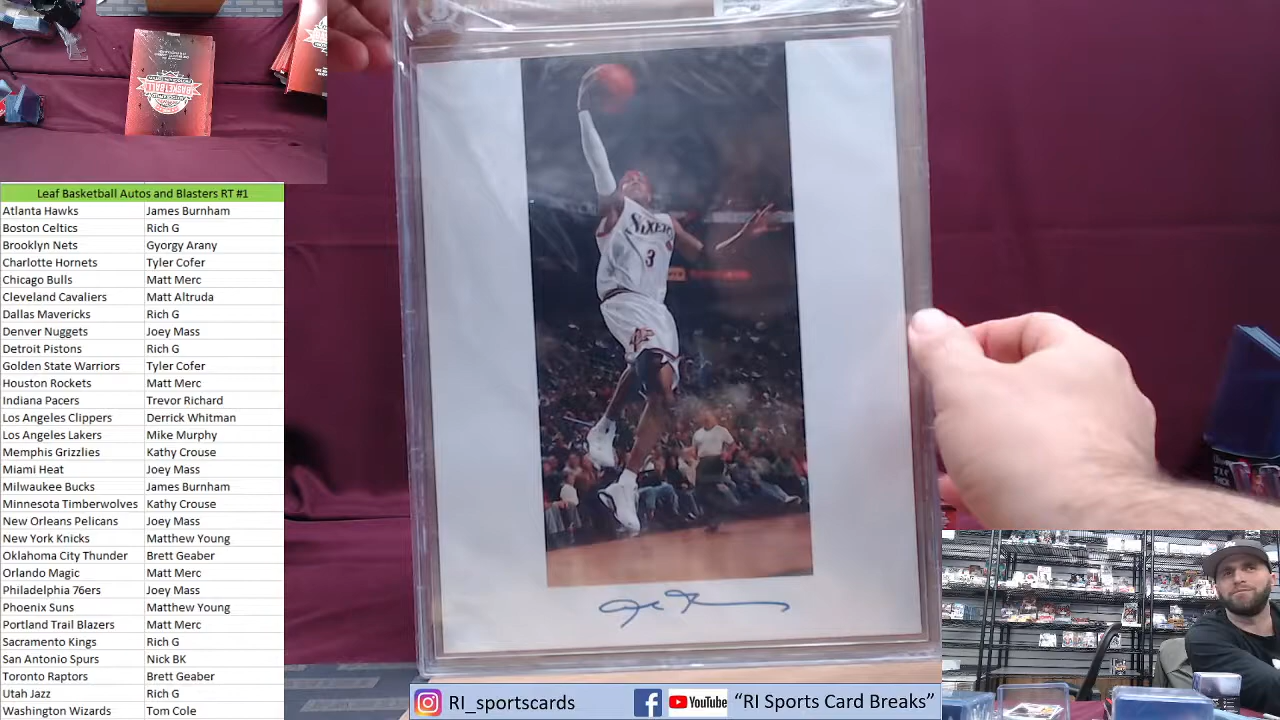 Leaf Basketball Autos and Blasters RT #1
Atlanta Hawks James Burnham
Boston Celtics Rich G
Brooklyn Nets Gyorgy Arany
Charlotte Hornets Tyler Cofer
Chicago Bulls Matt Merc
Cleveland Cavaliers Matt Altruda
Dallas Mavericks Rich G
Denver Nuggets Joey Mass
Detroit Pistons Rich G
Golden State Warriors Tyler Cofer
Houston Rockets Matt Merc
Indiana Pacers Trevor Richard
Los Angeles Clippers Derrick Whitman
Los Angeles Lakers Mike Murphy
Memphis Grizzlies Kathy Crouse
Miami Heat Joey Mass
Milwaukee Bucks James Burnham
Minnesota Timberwolves Kathy Crouse
New Orleans Pelicans Joey Mass
New York Knicks Matthew Young
Oklahoma City Thunder Brett Geaber
Orlando Magic Matt Merc
Philadelphia 76ers Joey Mass
Phoenix Suns Matthew Young
Portland Trail Blazers Matt Merc
Sacramento Kings Rich G
San Antonio Spurs Nick BK
Toronto Raptors Brett Geaber
Utah Jazz Rich G
Washington Wizards Tom Cole
BASKETBALL
SIXERS
3
RI_sportscards
YouTube
"RI Sports Card Breaks"